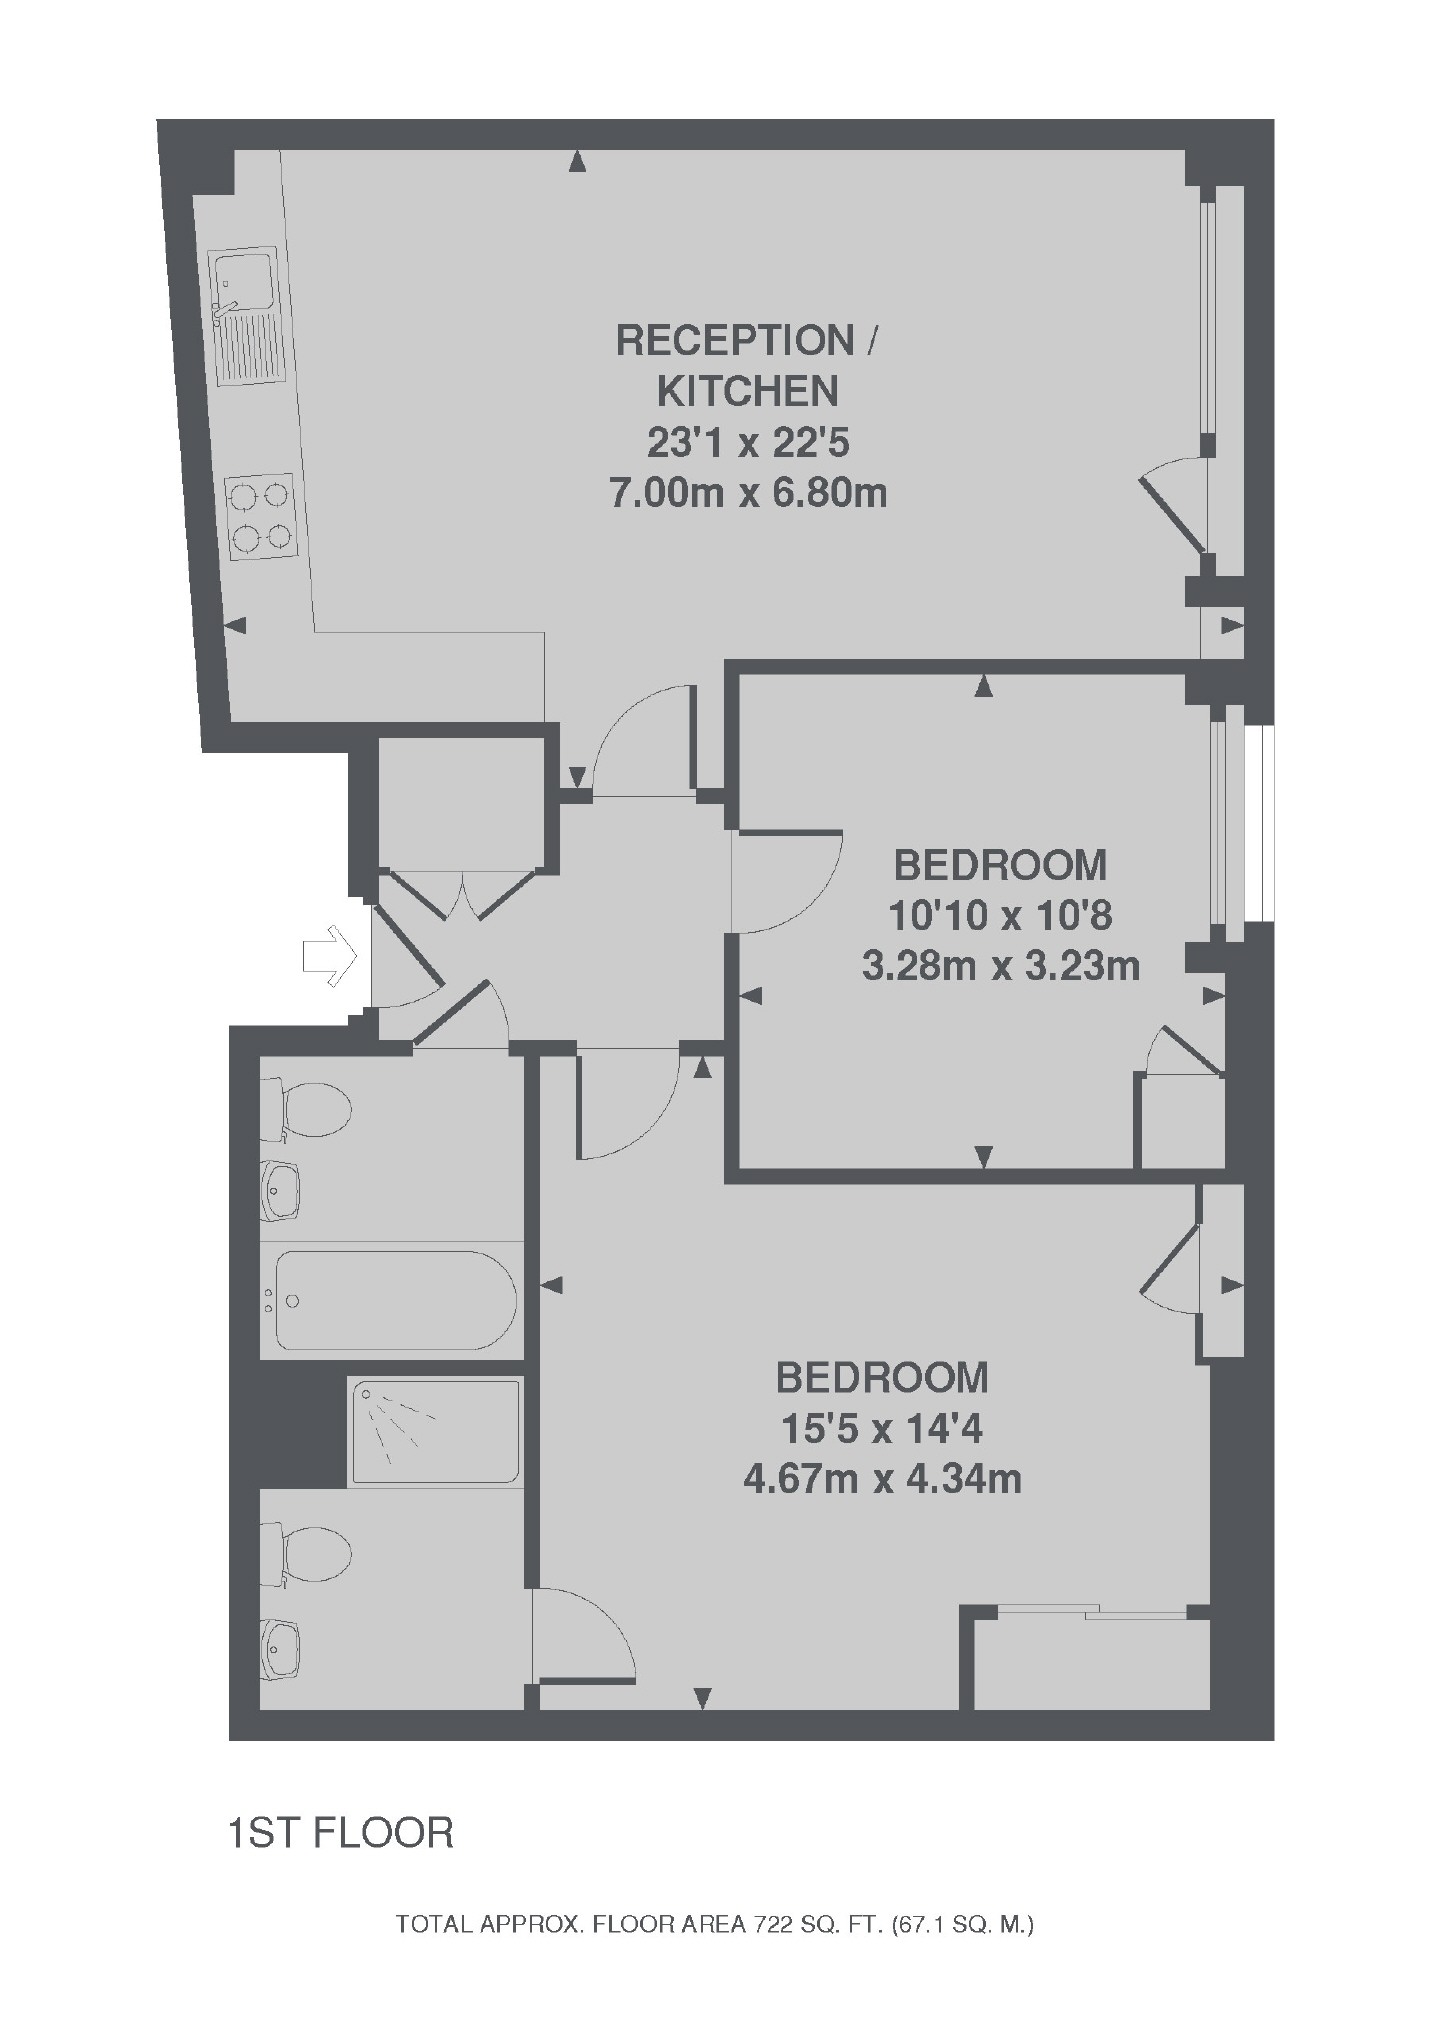 RECEPTION /
KITCHEN
23'1 x 22'5
7.00m x 6.80m
BEDROOM
10'10 x 10'8
3.28m x 3.23m
BEDROOM
15'5 x 14'4
4.67m x 4.34m
1ST FLOOR
TOTAL APPROX. FLOOR AREA 722 SQ. FT. (67.1 SQ. M.)